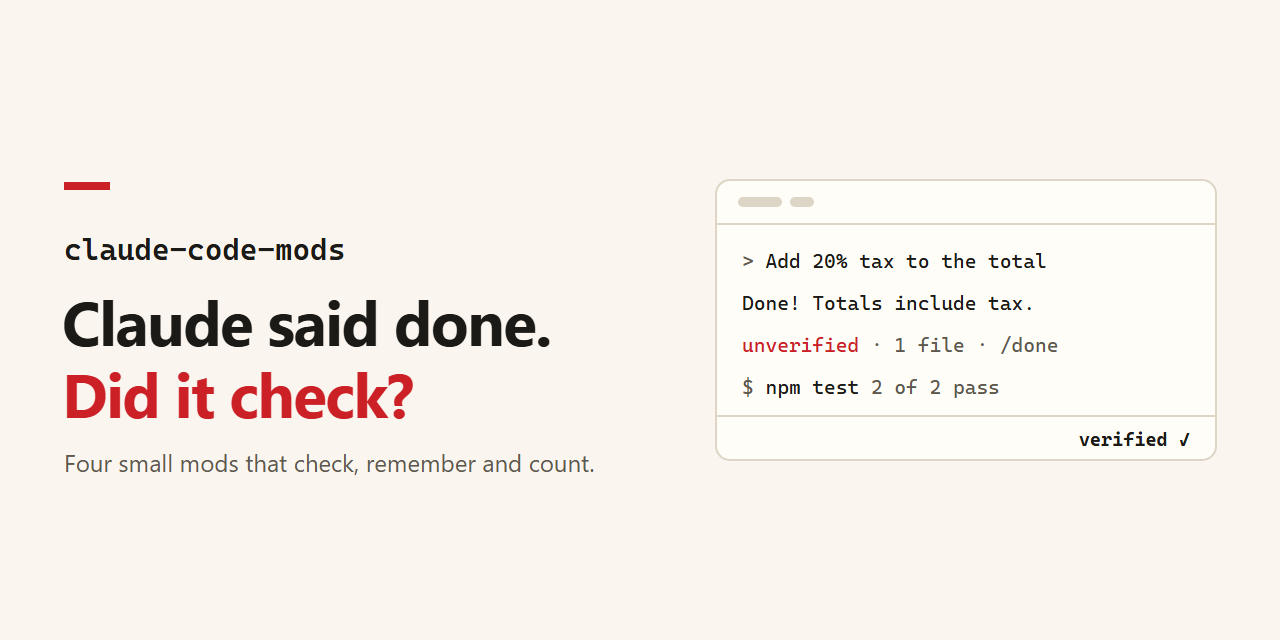 claude-code-mods
Claude said done.
Did it check?
Four small mods that check, remember and count.
> Add 20% tax to the total
Done! Totals include tax.
unverified · 1 file · /done
$ npm test 2 of 2 pass
verified ✓